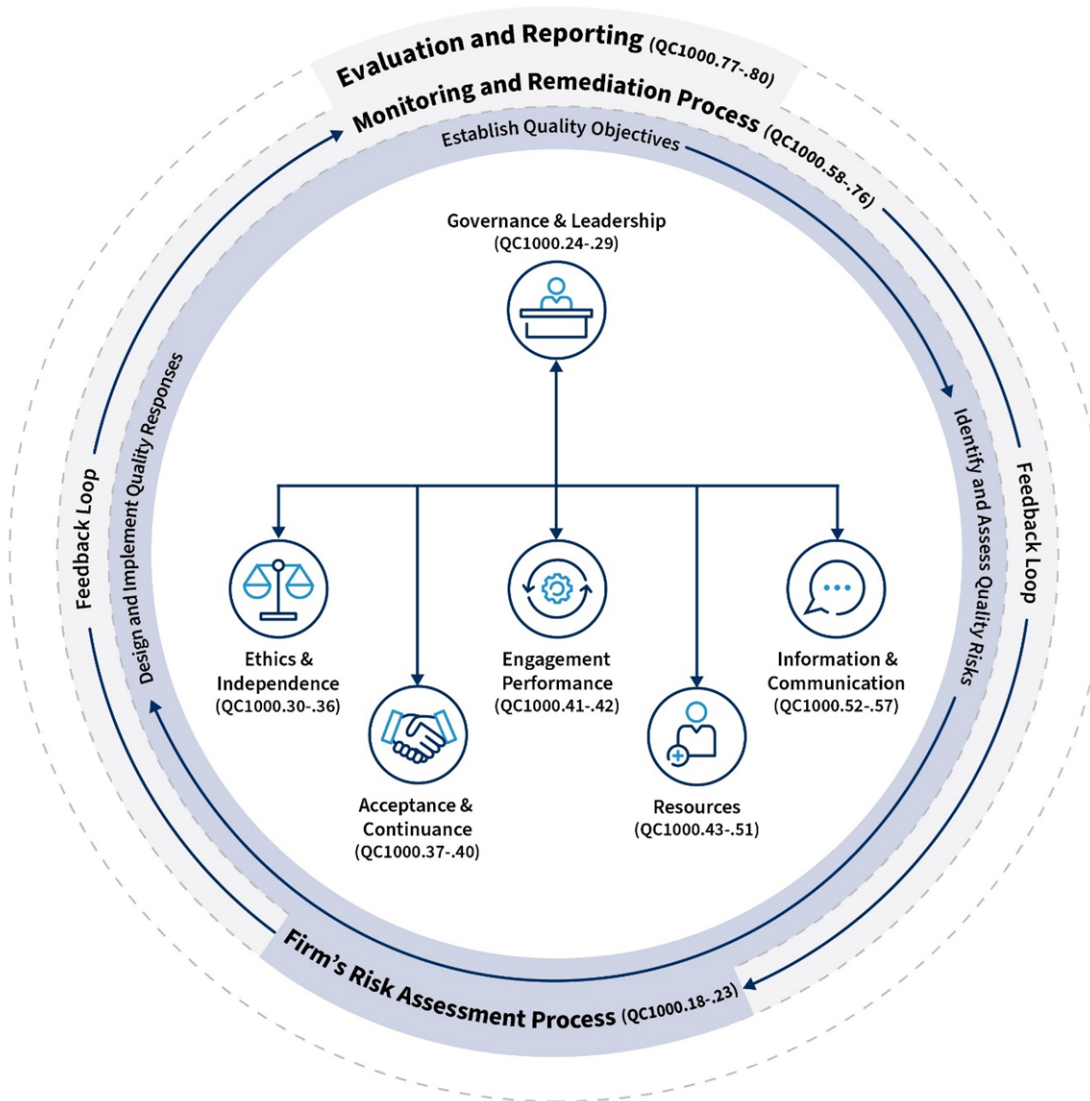 Evaluation and Reporting (QC1000.77-.80)
Monitoring and Remediation Process (QC1000.58-.76)
Establish Quality Objectives
Governance & Leadership
(QC1000.24-.29)
Design and Implement Quality Responses
Identify and Assess Quality Risks
Feedback Loop
Feedback Loop
Ethics &
Independence
(QC1000.30-.36)
Engagement
Performance
(QC1000.41-.42)
Information &
Communication
(QC1000.52-.57)
Acceptance &
Continuance
(QC1000.37-.40)
Resources
(QC1000.43-.51)
Firm’s Risk Assessment Process (QC1000.18-.23)